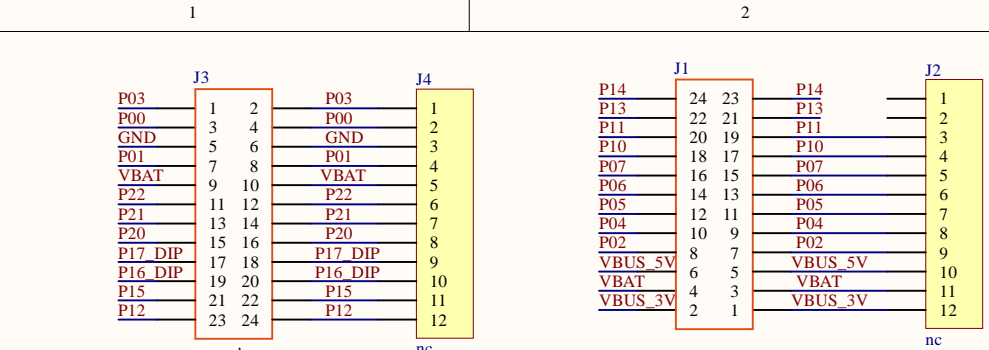 1 2
J3 J4 J1 J2
P03 1 2 P03 1
P00 3 4 P00 2
GND 5 6 GND 3
P01 7 8 P01 4
VBAT 9 10 VBAT 5
P22 11 12 P22 6
P21 13 14 P21 7
P20 15 16 P20 8
P17_DIP 17 18 P17_DIP 9
P16_DIP 19 20 P16_DIP 10
P15 21 22 P15 11
P12 23 24 P12 12
nc
P14 24 23 P14 1
P13 22 21 P13 2
P11 20 19 P11 3
P10 18 17 P10 4
P07 16 15 P07 5
P06 14 13 P06 6
P05 12 11 P05 7
P04 10 9 P04 8
P02 8 7 P02 9
VBUS_5V 6 5 VBUS_5V 10
VBAT 4 3 VBAT 11
VBUS_3V 2 1 VBUS_3V 12
nc